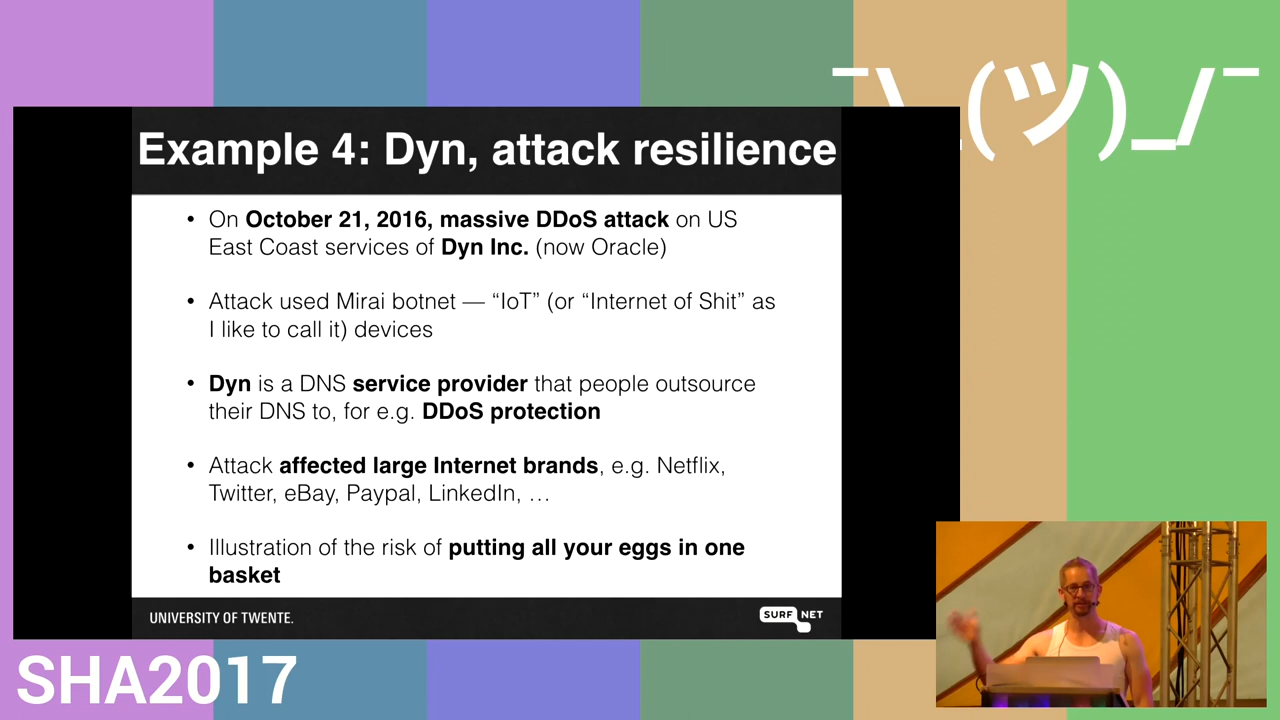 ¯\_(ツ)_/¯
Example 4: Dyn, attack resilience
• On October 21, 2016, massive DDoS attack on US
East Coast services of Dyn Inc. (now Oracle)
• Attack used Mirai botnet — “IoT” (or “Internet of Shit” as
I like to call it) devices
• Dyn is a DNS service provider that people outsource
their DNS to, for e.g. DDoS protection
• Attack affected large Internet brands, e.g. Netflix,
Twitter, eBay, Paypal, LinkedIn, …
• Illustration of the risk of putting all your eggs in one
basket
UNIVERSITY OF TWENTE.
SURF NET
SHA2017